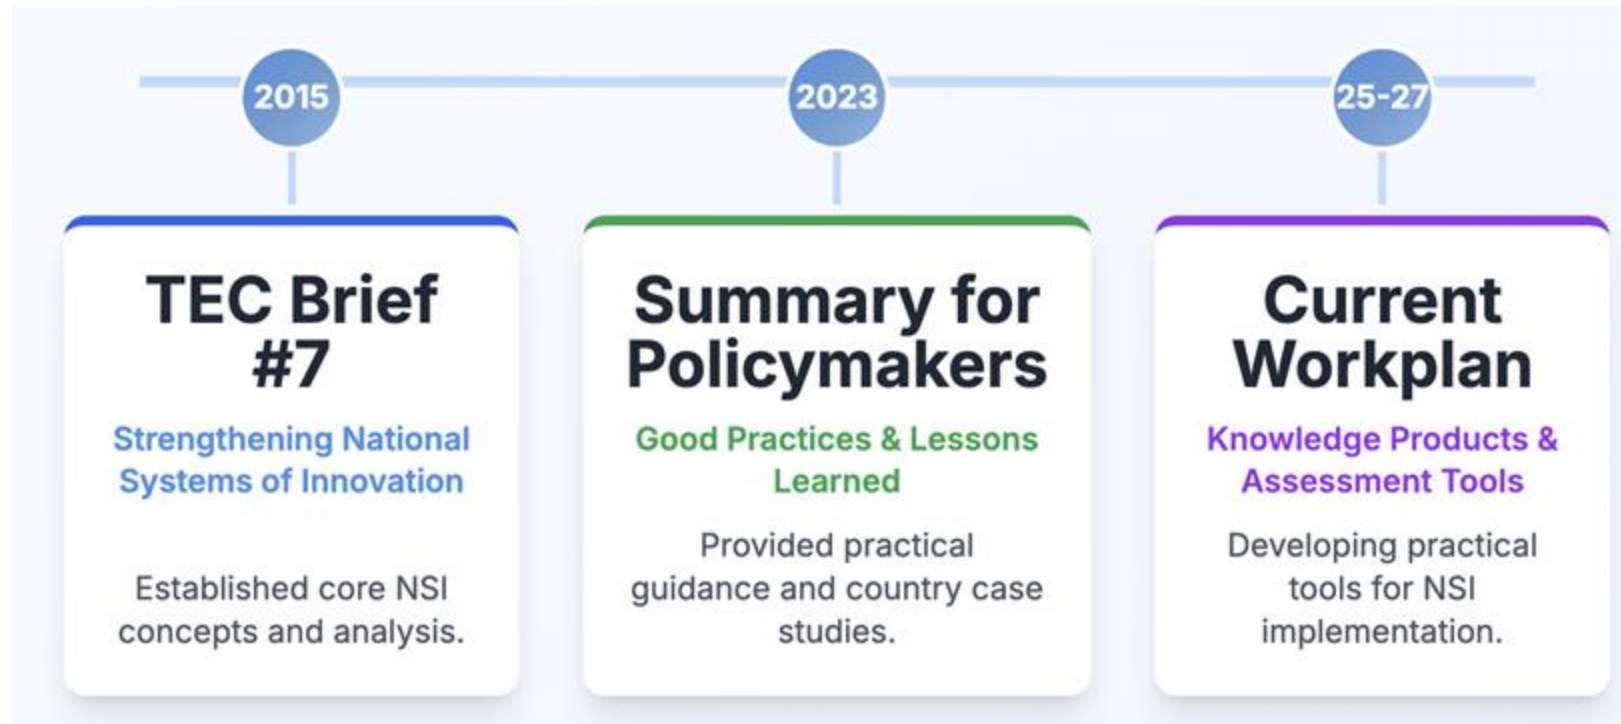 2015
2023
25-27
TEC Brief
#7
Strengthening National
Systems of Innovation
Established core NSI
concepts and analysis.
Summary for
Policymakers
Good Practices & Lessons
Learned
Provided practical
guidance and country case
studies.
Current
Workplan
Knowledge Products &
Assessment Tools
Developing practical
tools for NSI
implementation.